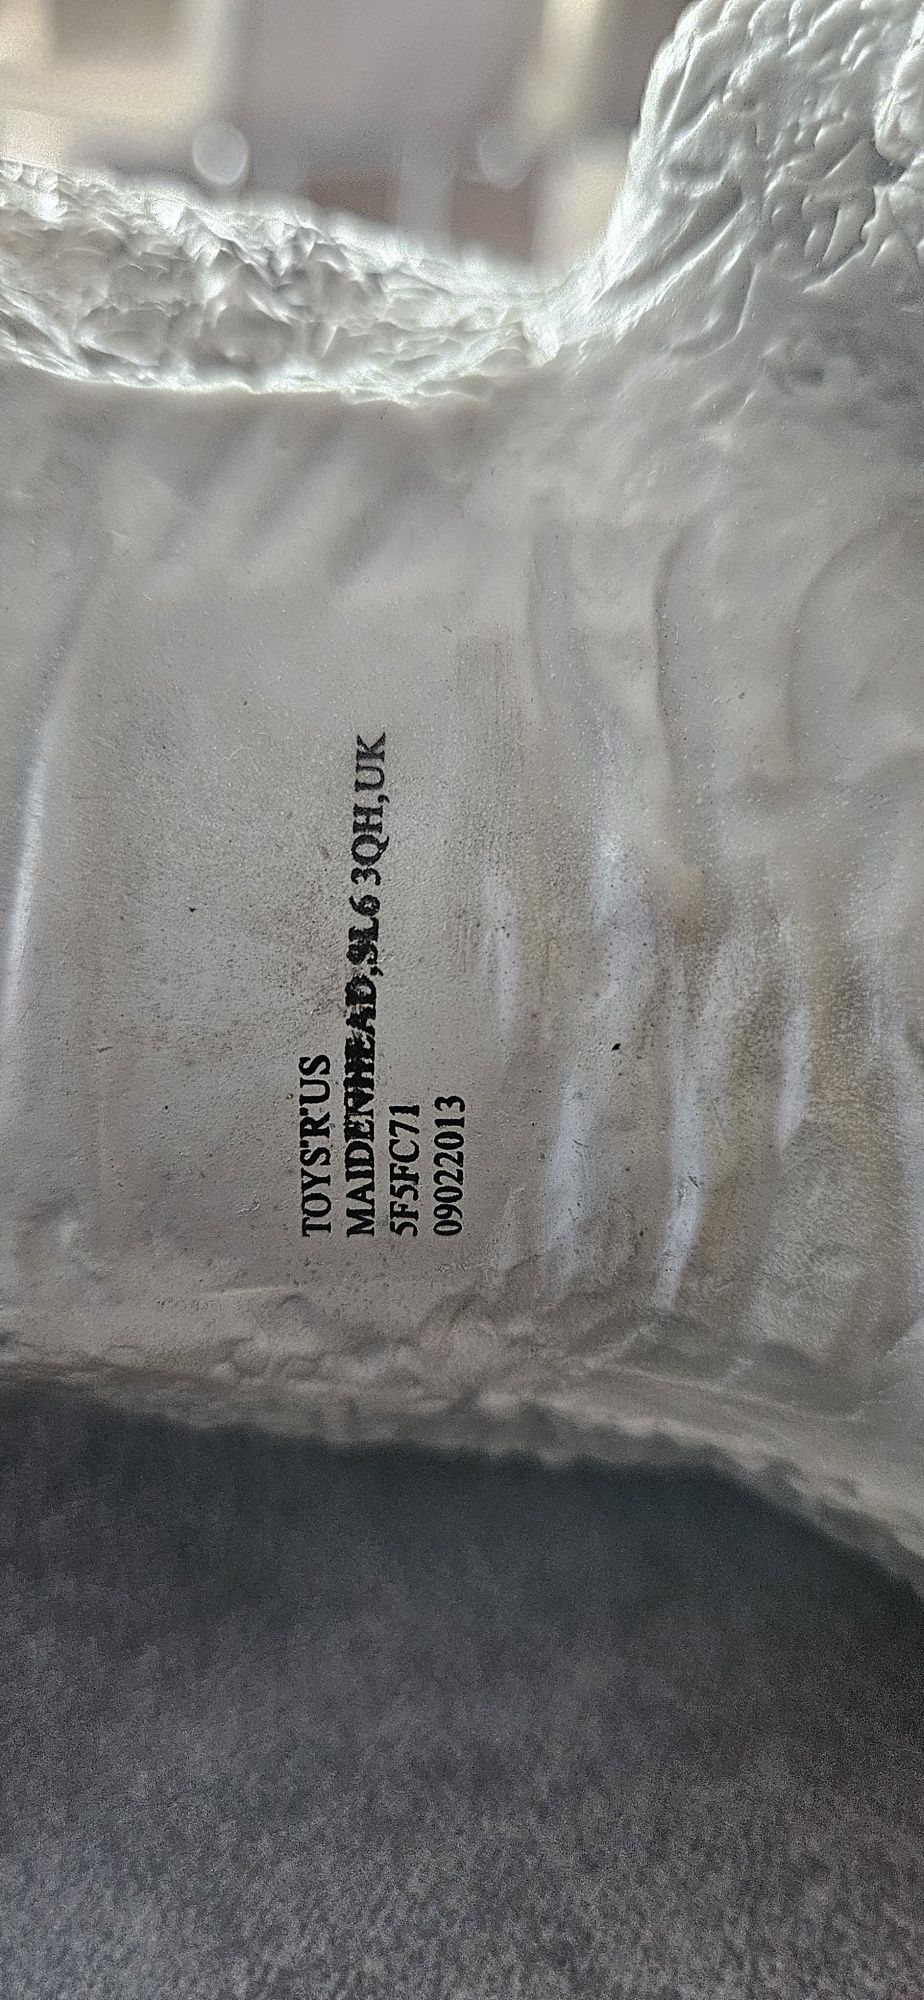 TOYS'R'US
MAIDENHEAD,SL6 3QH,UK
5F5FC71
09022013